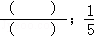 (  )/(  ); 1/5